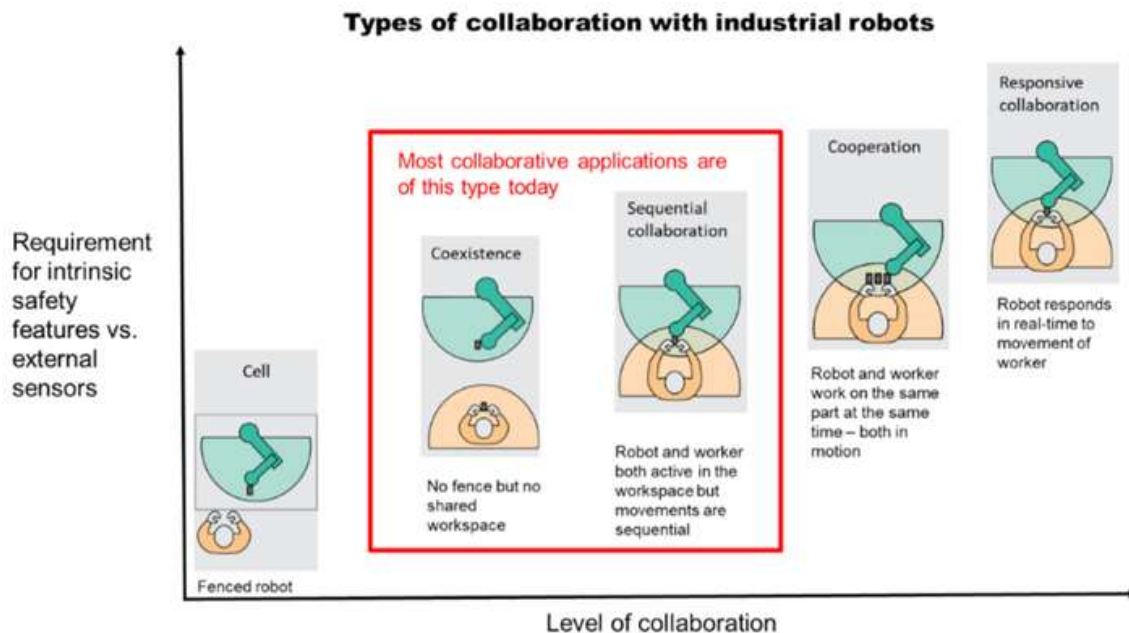 Types of collaboration with industrial robots
Requirement
for intrinsic
safety
features vs.
external
sensors
Most collaborative applications are
of this type today
Cell
Fenced robot
Coexistence
No fence but no
shared
workspace
Sequential
collaboration
Robot and worker
both active in the
workspace but
movements are
sequential
Cooperation
Robot and worker
work on the same
part at the same
time – both in
motion
Responsive
collaboration
Robot responds
in real-time to
movement of
worker
Level of collaboration